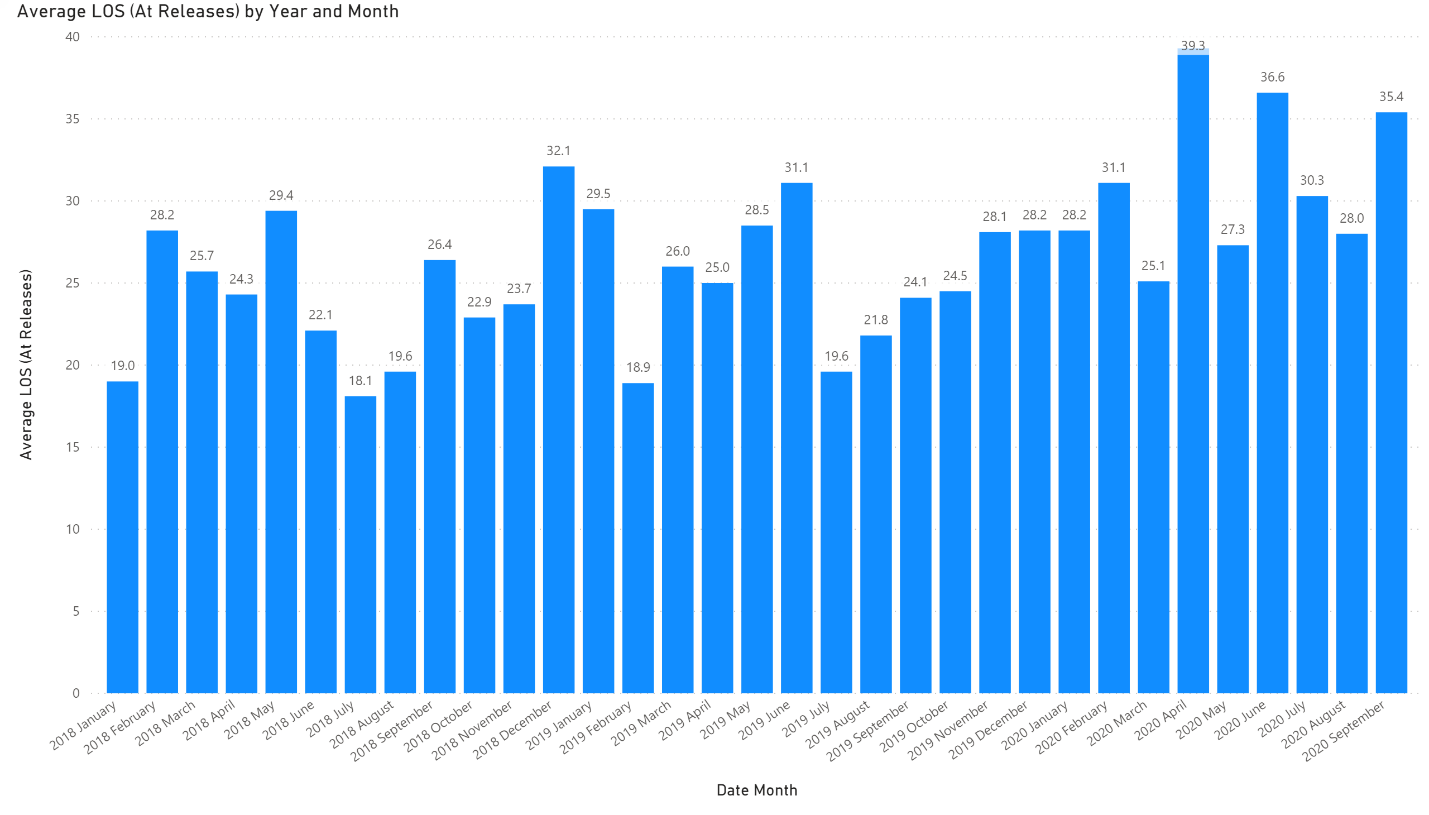 Average LOS (At Releases) by Year and Month
40
35
30
25
20
15
10
5
0
Average LOS (At Releases)
19.0
28.2
25.7
24.3
29.4
22.1
18.1
19.6
26.4
22.9
23.7
32.1
29.5
18.9
26.0
25.0
28.5
31.1
19.6
21.8
24.1
24.5
28.1
28.2
28.2
31.1
25.1
39.3
27.3
36.6
30.3
28.0
35.4
2018 January
2018 February
2018 March
2018 April
2018 May
2018 June
2018 July
2018 August
2018 September
2018 October
2018 November
2018 December
2019 January
2019 February
2019 March
2019 April
2019 May
2019 June
2019 July
2019 August
2019 September
2019 October
2019 November
2019 December
2020 January
2020 February
2020 March
2020 April
2020 May
2020 June
2020 July
2020 August
2020 September
Date Month